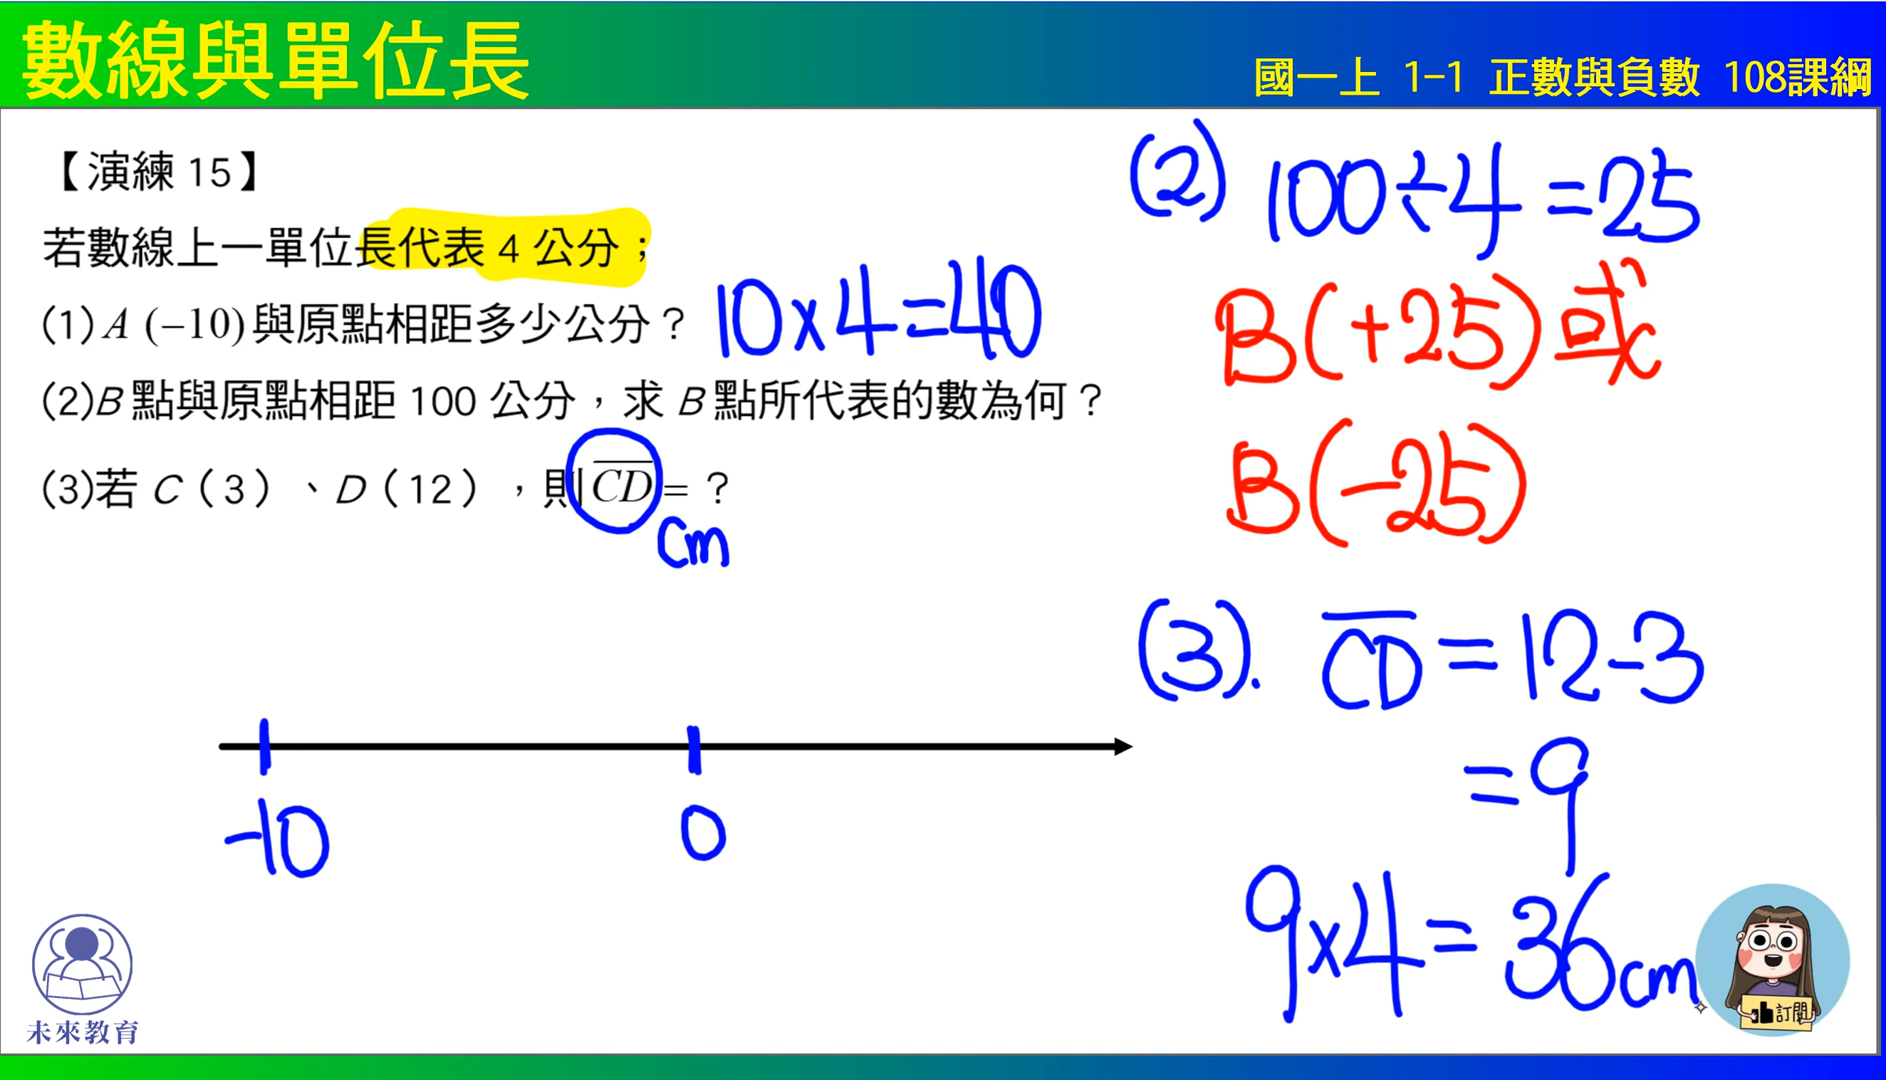 數線與單位長
國一上 1-1 正數與負數 108課綱
【演練 15】
若數線上一單位長代表 4 公分；
(1) A (−10) 與原點相距多少公分？ 10×4=40
(2) B 點與原點相距 100 公分，求 B 點所代表的數為何？
(3)若 C（3）、D（12），則 C̅D̅ = ？
cm
-10 0
(2) 100÷4=25
B(+25)或
B(-25)
(3). C̅D̅ = 12-3
=9
9×4=36cm
未來教育
訂閱